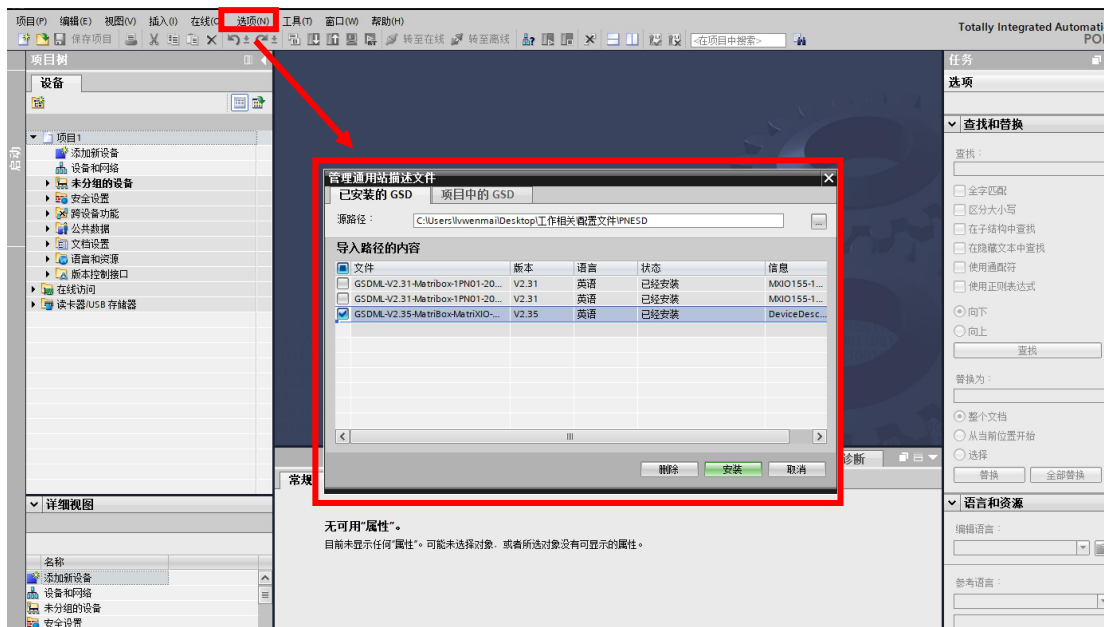 项目(P) 编辑(E) 视图(V) 插入(I) 在线(O 选项(N) 工具(T) 窗口(W) 帮助(H)
Totally Integrated Automati
保存项目 转至在线 转至离线 <在项目中搜索>
项目树
任务
设备
选项
启动
查找和替换
项目1
添加新设备
设备和网络
未分组的设备
安全设置
跨设备功能
公共数据
文档设置
语言和资源
版本控制接口
在线访问
读卡器/USB 存储器
管理通用站描述文件
已安装的 GSD 项目中的 GSD
源路径： C:\Users\lvwenmai\Desktop\工作相关\配置文件\PNESD ...
导入路径的内容
文件 版本 语言 状态 信息
GSDML-V2.31-Matribox-1PN01-20... V2.31 英语 已经安装 MXIO155-1...
GSDML-V2.31-Matribox-1PN01-20... V2.31 英语 已经安装 MXIO155-1...
GSDML-V2.35-MatriBox-MatriXIO-... V2.35 英语 已经安装 DeviceDesc...
删除 安装 取消
诊断
常规
无可用“属性”。
目前未显示任何“属性”。可能未选择对象，或者所选对象没有可显示的属性。
详细视图
名称
添加新设备
设备和网络
未分组的设备
安全设置
查找：
全字匹配
区分大小写
在子结构中查找
在隐藏文本中查找
使用通配符
使用正则表达式
向下
向上
查找
替换为：
整个文档
从当前位置开始
选择
替换 全部替换
语言和资源
编辑语言：
参考语言：